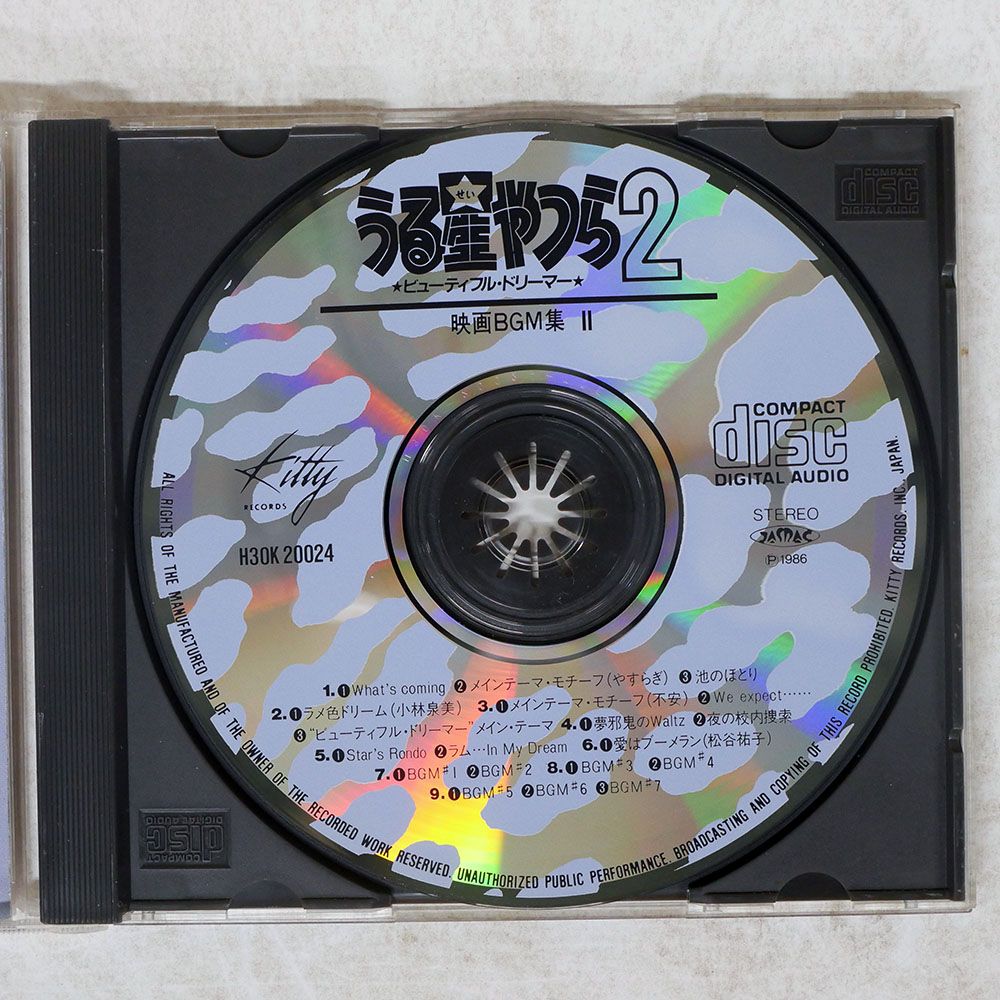 せい
うる星やつら2
★ビューティフル・ドリーマー★
映画BGM集 II
COMPACT
disc
DIGITAL AUDIO
Kitty
RECORDS
H30K 20024
COMPACT
disc
DIGITAL AUDIO
STEREO
JASRAC
Ⓟ1986
1.❶What's coming ❷メインテーマ・モチーフ(やすらぎ) ❸池のほとり
2.❶ラメ色ドリーム(小林泉美) 3.❶メインテーマ・モチーフ(不安) ❷We expect……
❸“ビューティフル・ドリーマー”メイン・テーマ 4.❶夢邪鬼のWaltz ❷夜の校内捜索
5.❶Star's Rondo ❷ラム…In My Dream 6.❶愛はブーメラン(松谷祐子)
7.❶BGM#1 ❷BGM#2 8.❶BGM#3 ❷BGM#4
9.❶BGM#5 ❷BGM#6 ❸BGM#7
ALL RIGHTS OF THE MANUFACTURED AND OF THE OWNER OF THE RECORDED WORK RESERVED. UNAUTHORIZED PUBLIC PERFORMANCE. BROADCASTING AND COPYING OF THIS RECORD PROHIBITED. KITTY RECORDS. INC., JAPAN.
COMPACT
disc
DIGITAL AUDIO